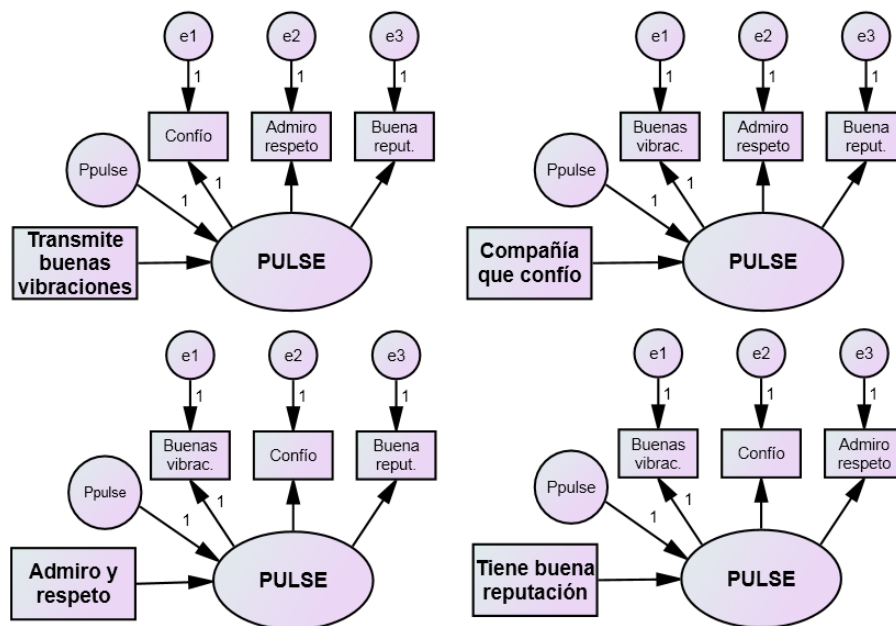 e1
e2
e3
1
1
1
Confío
Admiro
respeto
Buena
reput.
Ppulse
1
1
Transmite
buenas
vibraciones
PULSE
e1
e2
e3
1
1
1
Buenas
vibrac.
Admiro
respeto
Buena
reput.
Ppulse
1
1
Compañía
que confío
PULSE
e1
e2
e3
1
1
1
Buenas
vibrac.
Confío
Buena
reput.
Ppulse
1
1
Admiro y
respeto
PULSE
e1
e2
e3
1
1
1
Buenas
vibrac.
Confío
Admiro
respeto
Ppulse
1
1
Tiene buena
reputación
PULSE